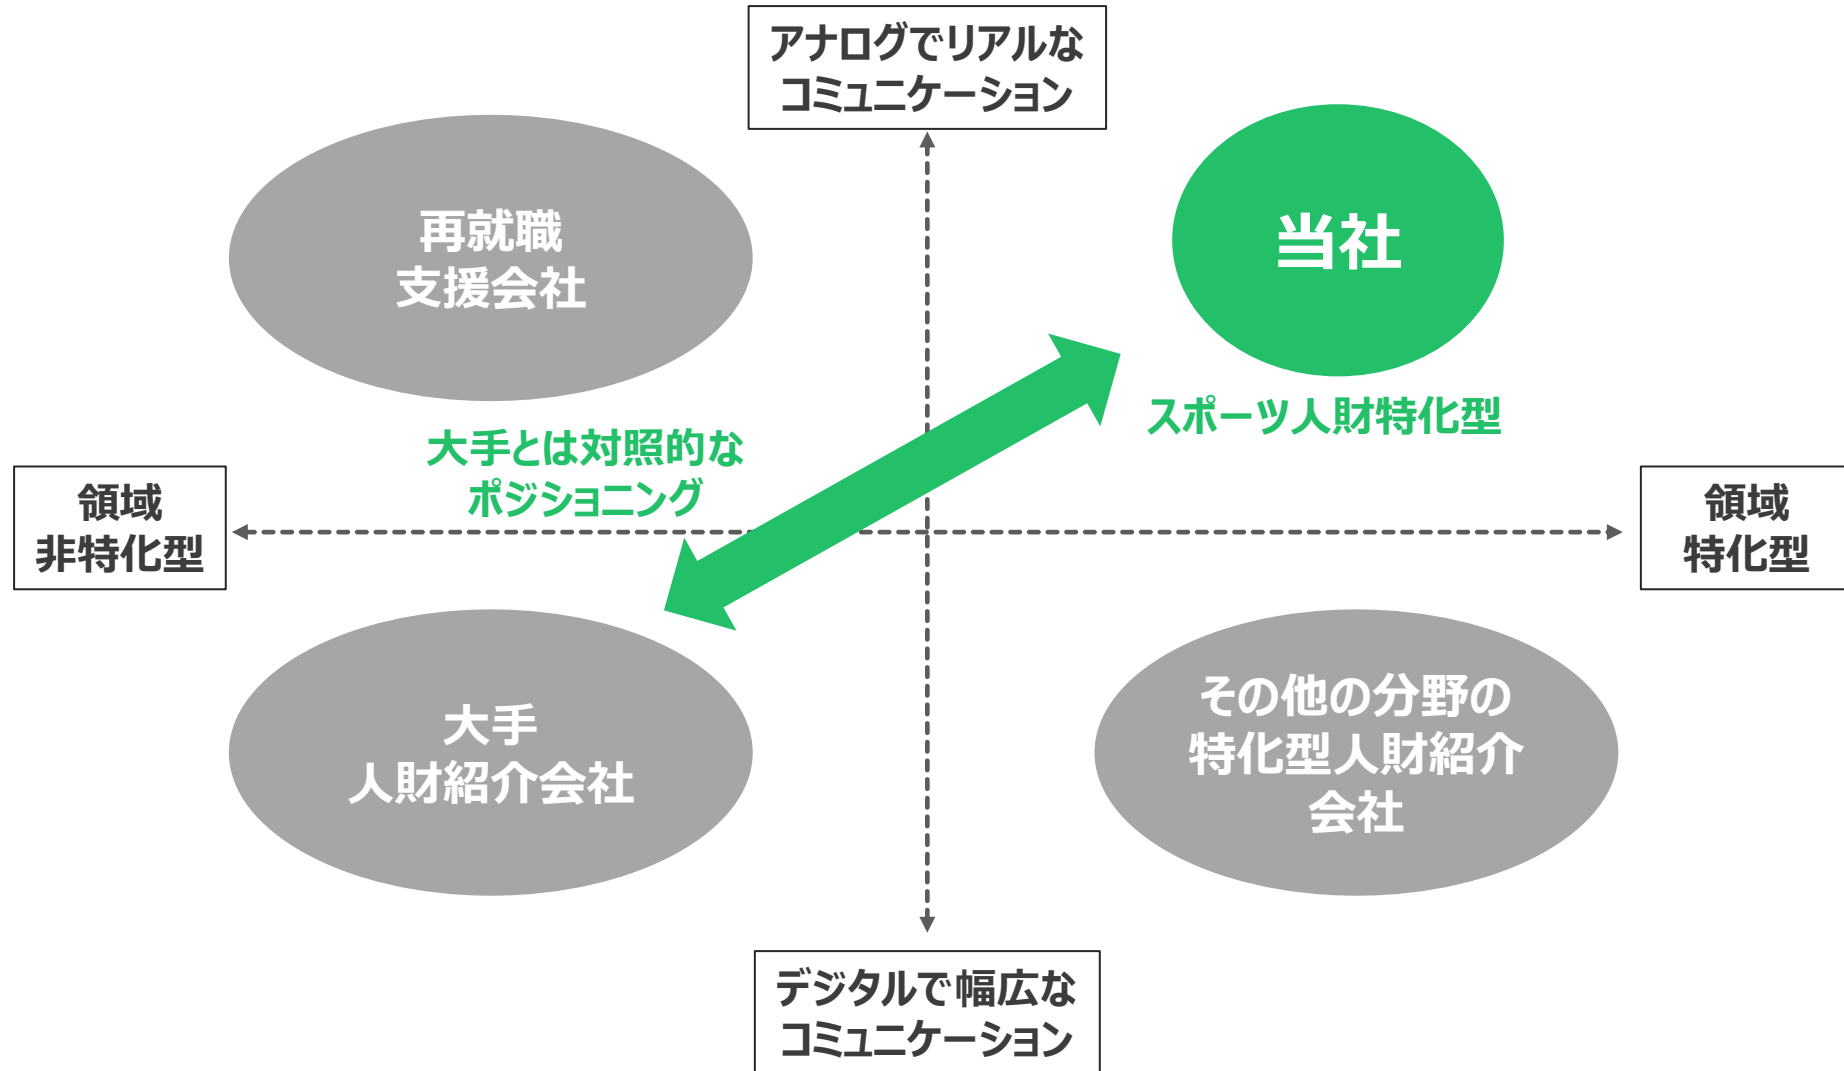 アナログでリアルな
コミュニケーション
再就職
支援会社
当社
スポーツ人財特化型
大手とは対照的な
ポジショニング
領域
非特化型
領域
特化型
大手
人財紹介会社
その他の分野の
特化型人財紹介
会社
デジタルで幅広な
コミュニケーション